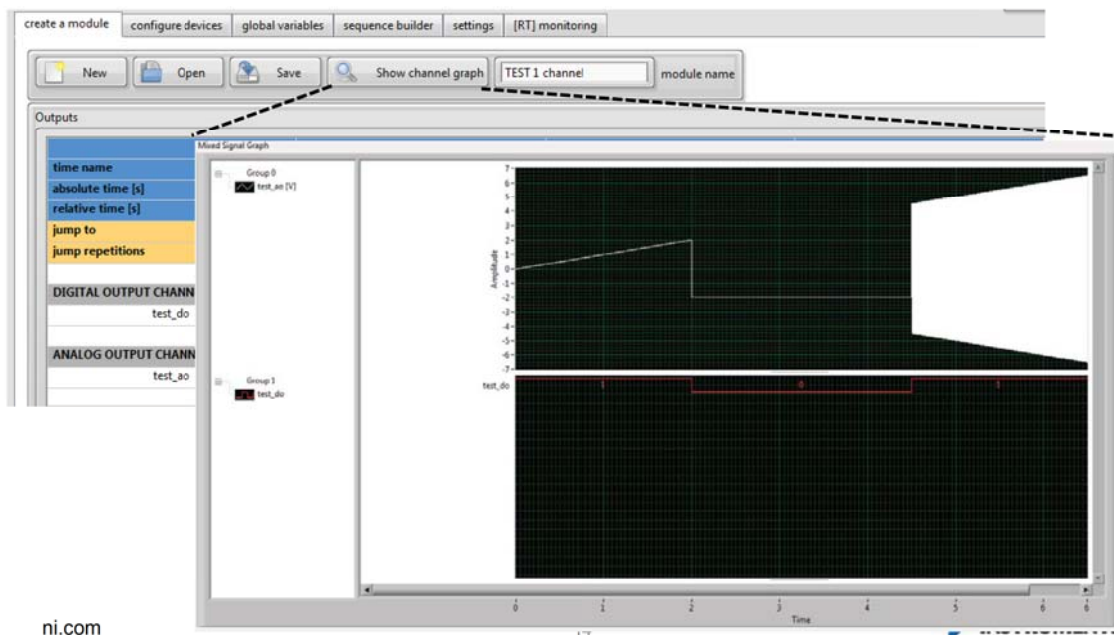 create a module configure devices global variables sequence builder settings [RT] monitoring
New Open Save Show channel graph TEST 1 channel module name
Outputs
Mixed Signal Graph
time name
absolute time [s]
relative time [s]
jump to
jump repetitions
DIGITAL OUTPUT CHANN
test_do
ANALOG OUTPUT CHANN
test_ao
Group 0
test_ao [V]
7
6
5
4
3
2
1
0
-1
-2
-3
-4
-5
-6
-7
Amplitude
Group 1
test_do
test_do 1 0 1
0 1 2 3 4 5 6 6
Time
ni.com